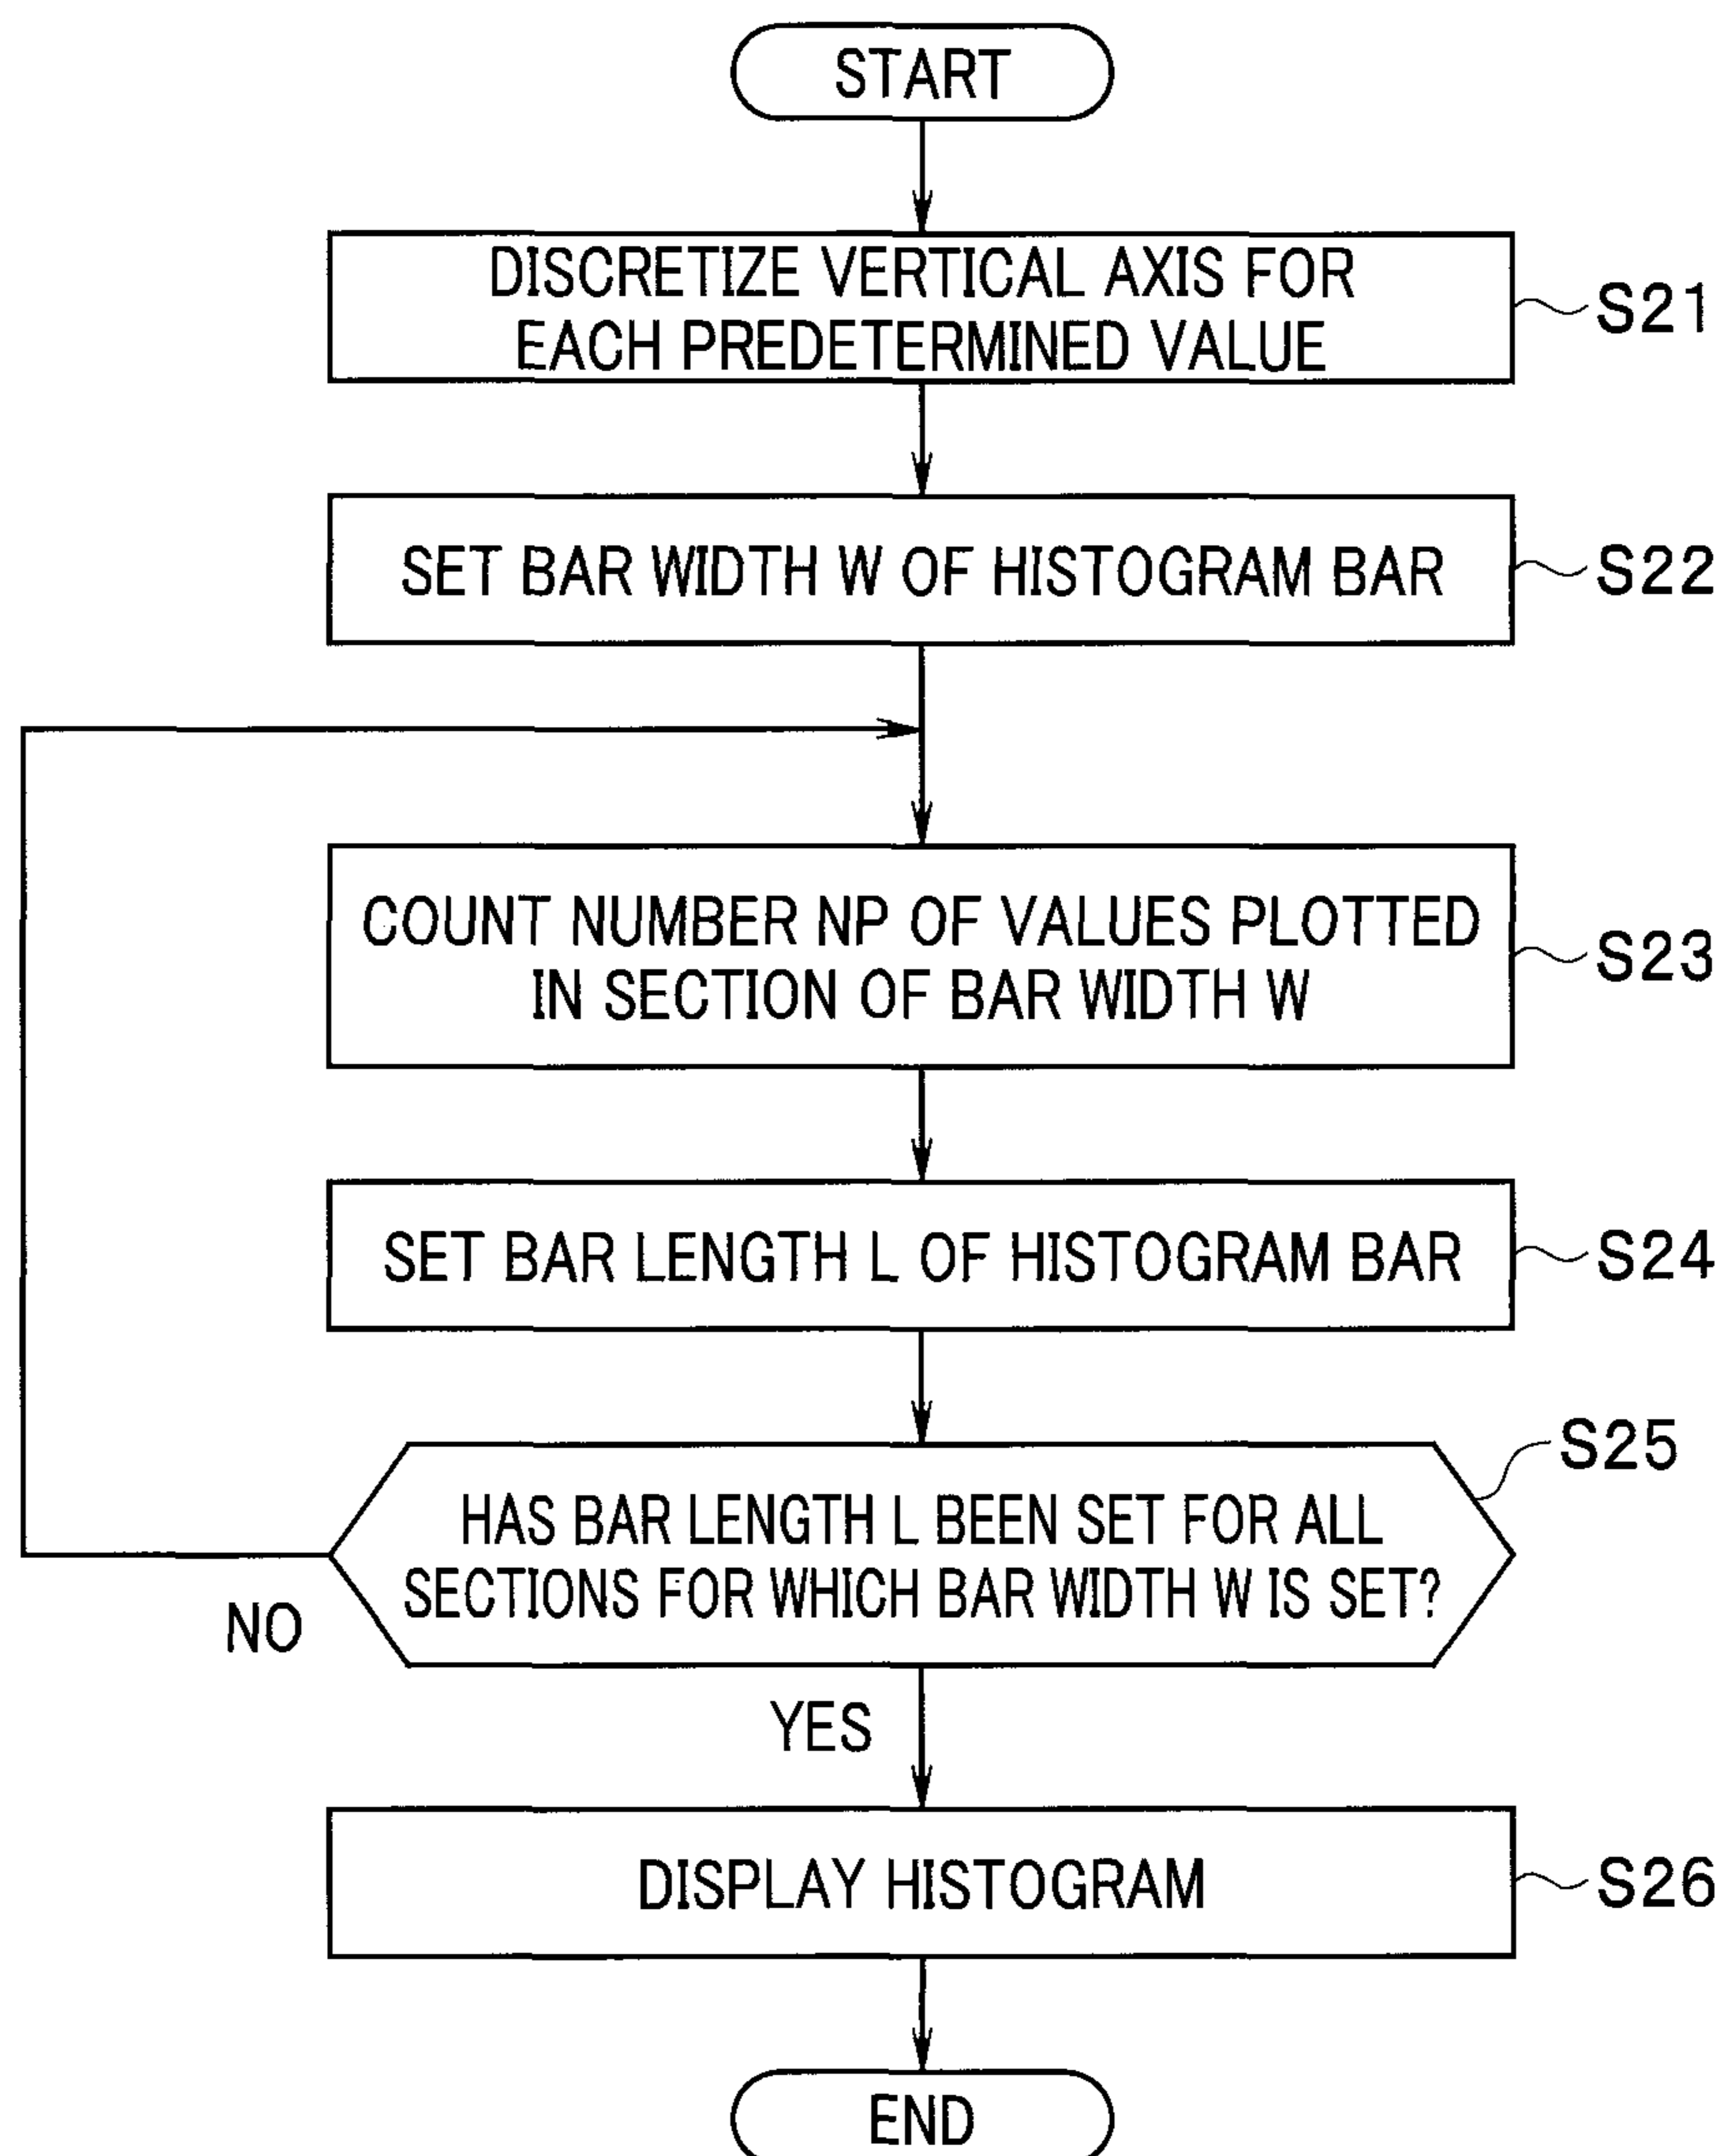 START
DISCRETIZE VERTICAL AXIS FOR
EACH PREDETERMINED VALUE
S21
SET BAR WIDTH W OF HISTOGRAM BAR
S22
COUNT NUMBER NP OF VALUES PLOTTED
IN SECTION OF BAR WIDTH W
S23
SET BAR LENGTH L OF HISTOGRAM BAR
S24
HAS BAR LENGTH L BEEN SET FOR ALL
SECTIONS FOR WHICH BAR WIDTH W IS SET?
S25
NO
YES
DISPLAY HISTOGRAM
S26
END